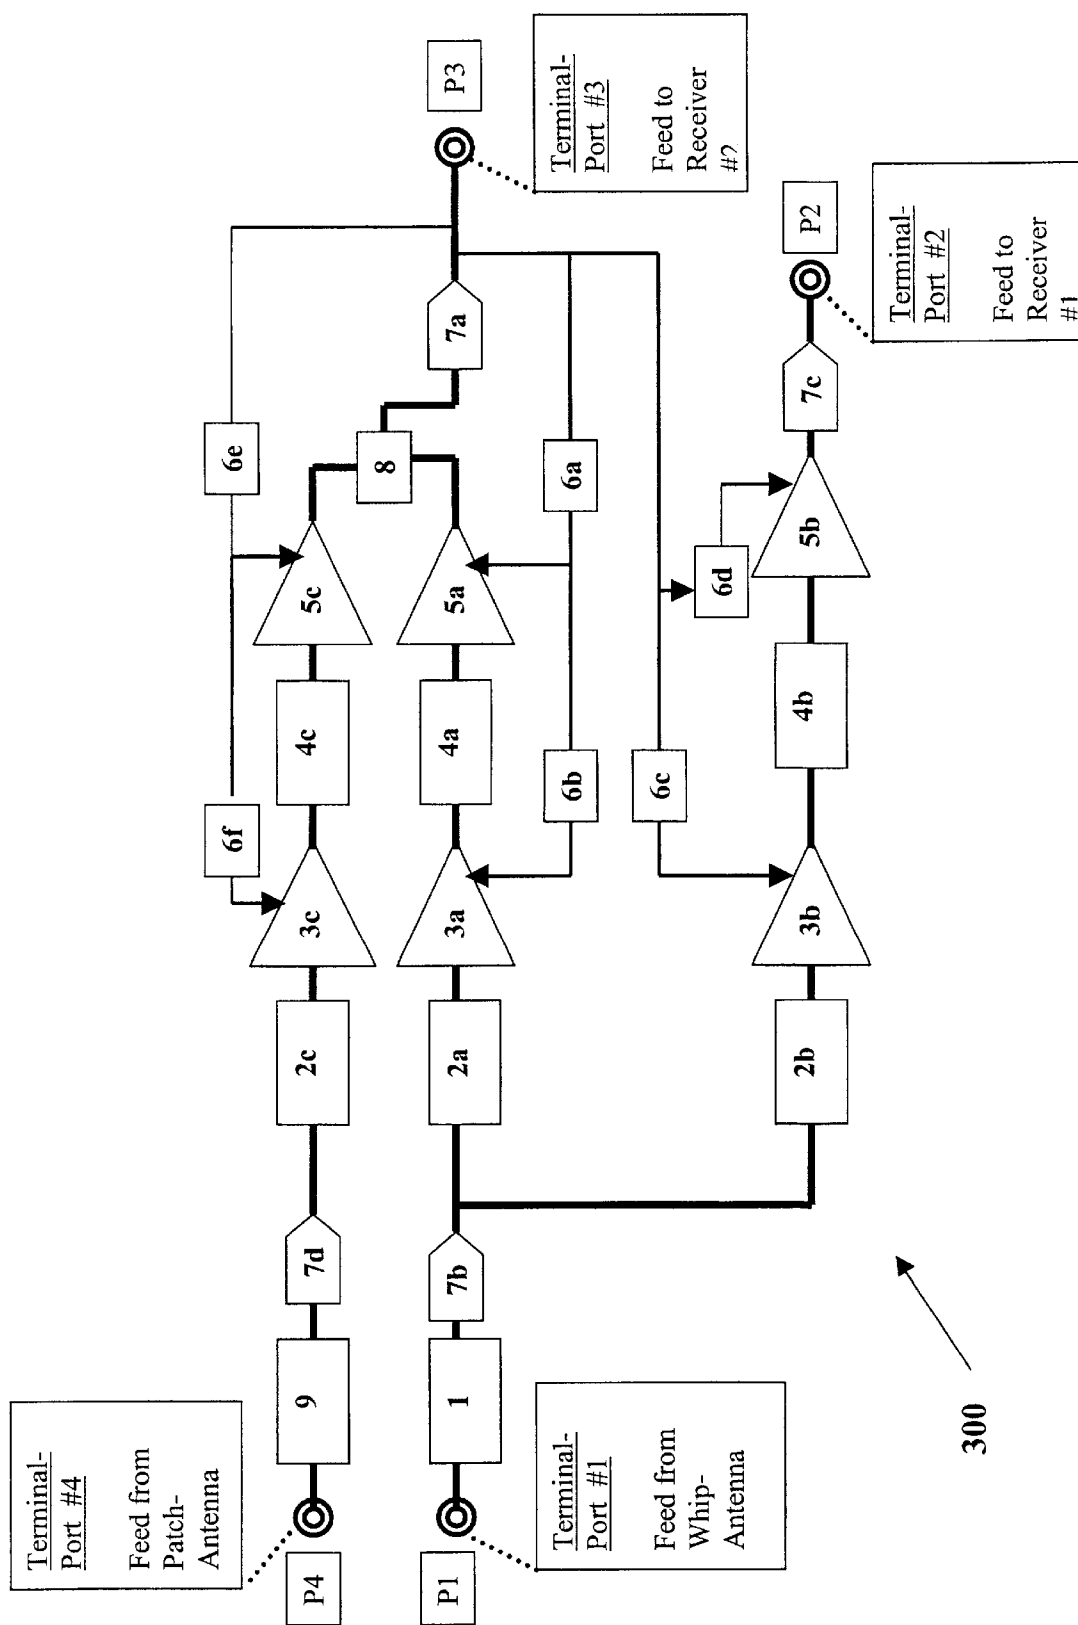 Terminal-
Port #4
Feed from
Patch-
Antenna
P4
9
7d
2c
3c
6f
4c
5c
6e
8
7a
P3
Terminal-
Port #3
Feed to
Receiver
#2
P1
1
7b
2a
3a
4a
5a
6b
6a
Terminal-
Port #1
Feed from
Whip-
Antenna
6c
6d
2b
3b
4b
5b
7c
P2
Terminal-
Port #2
Feed to
Receiver
#1
300